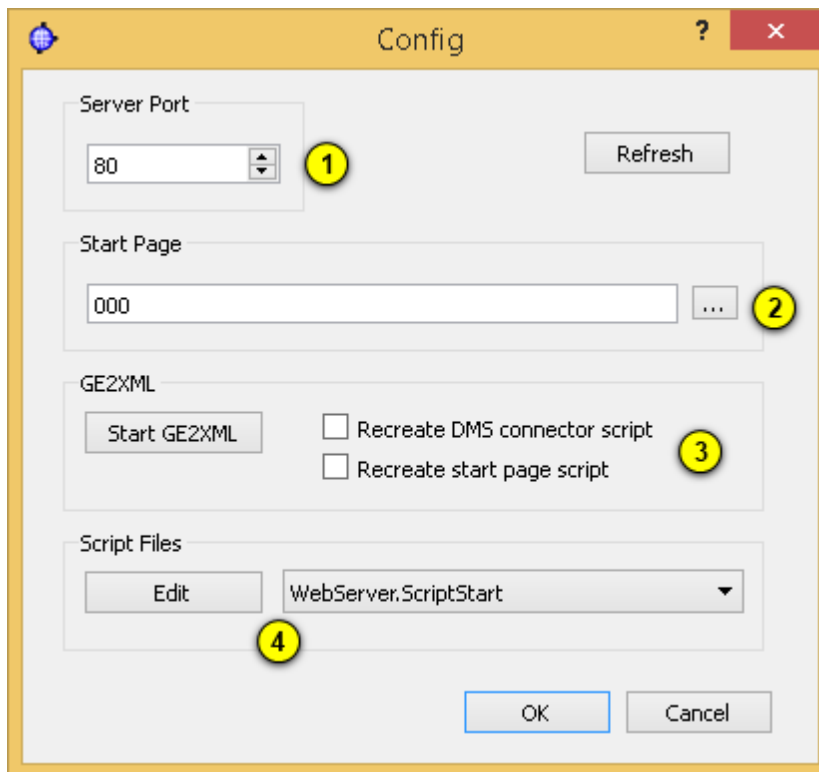 Config
?
×
Server Port
80
1
Refresh
Start Page
000
...
2
GE2XML
Start GE2XML
Recreate DMS connector script
Recreate start page script
3
Script Files
Edit
WebServer.ScriptStart
4
OK
Cancel